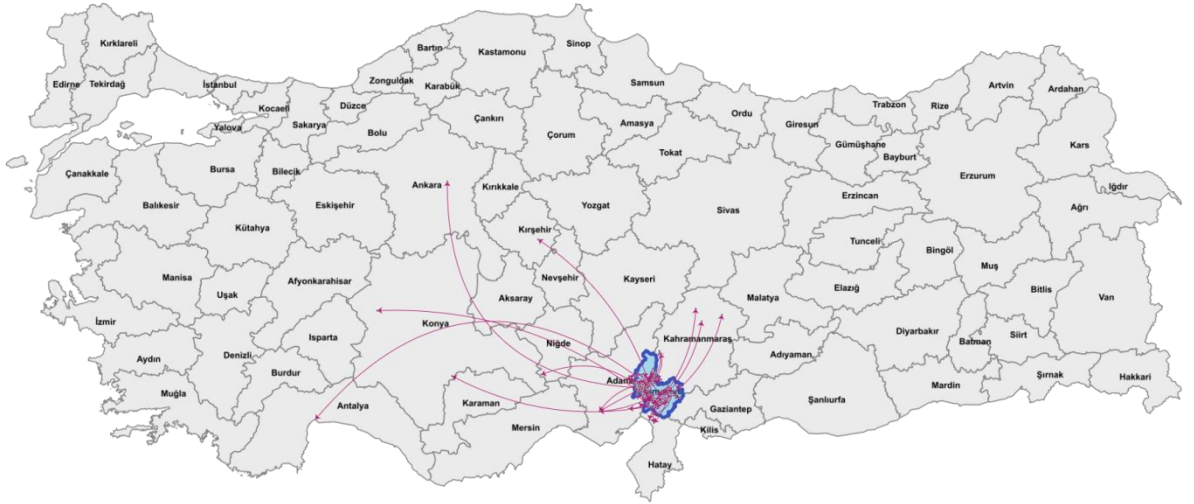 Kırklareli
Edirne
Tekirdağ
İstanbul
Kocaeli
Yalova
Sakarya
Düzce
Zonguldak
Bartın
Karabük
Kastamonu
Sinop
Samsun
Ordu
Giresun
Trabzon
Rize
Artvin
Ardahan
Kars
Iğdır
Ağrı
Erzurum
Bayburt
Gümüşhane
Erzincan
Tunceli
Bingöl
Muş
Bitlis
Van
Hakkari
Şırnak
Siirt
Batman
Mardin
Diyarbakır
Elazığ
Malatya
Adıyaman
Şanlıurfa
Gaziantep
Kilis
Hatay
Kahramanmaraş
Sivas
Tokat
Amasya
Çorum
Çankırı
Bolu
Bilecik
Bursa
Çanakkale
Balıkesir
Kütahya
Eskişehir
Ankara
Kırıkkale
Yozgat
Kırşehir
Nevşehir
Kayseri
Aksaray
Niğde
Konya
Afyonkarahisar
Uşak
Manisa
İzmir
Aydın
Denizli
Isparta
Burdur
Muğla
Antalya
Karaman
Mersin